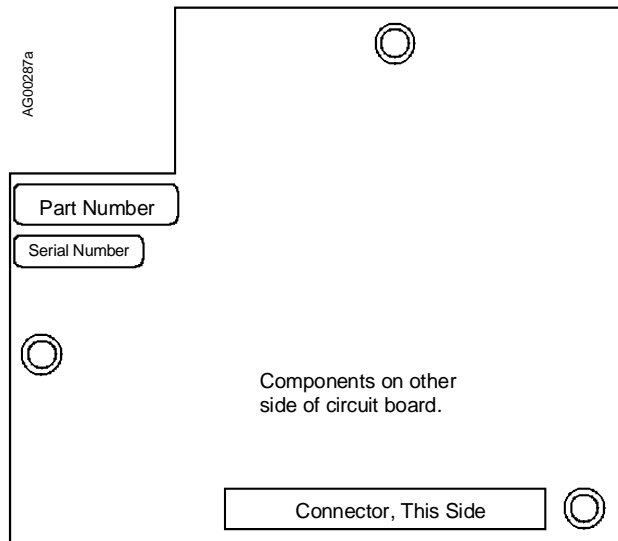 AG00287a
Part Number
Serial Number
Components on other
side of circuit board.
Connector, This Side